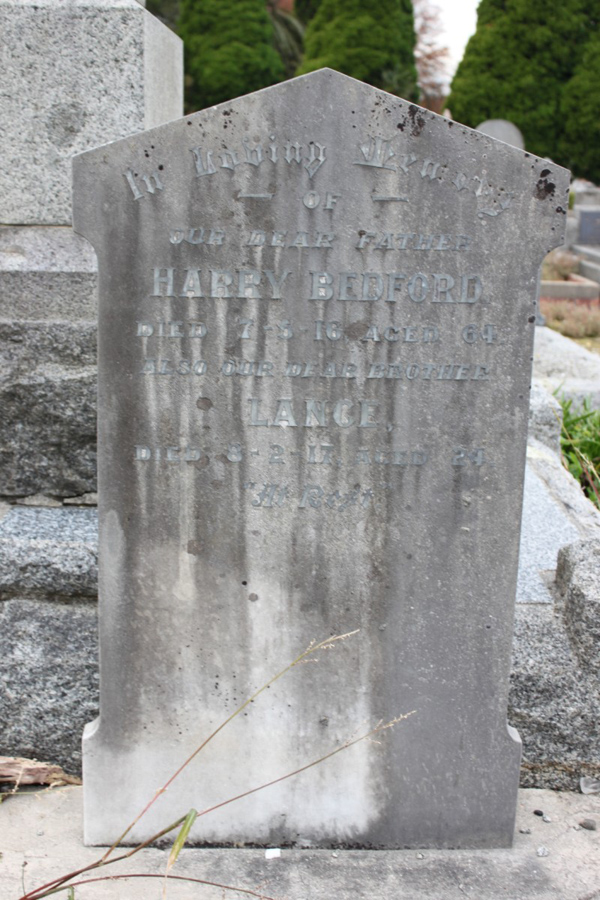 In Loving Memory
OF
OUR DEAR FATHER
HARRY BEDFORD
DIED 7-5-16 AGED 64
ALSO OUR DEAR BROTHER
LANCE,
DIED 8-2-17 AGED 24
"At Rest"